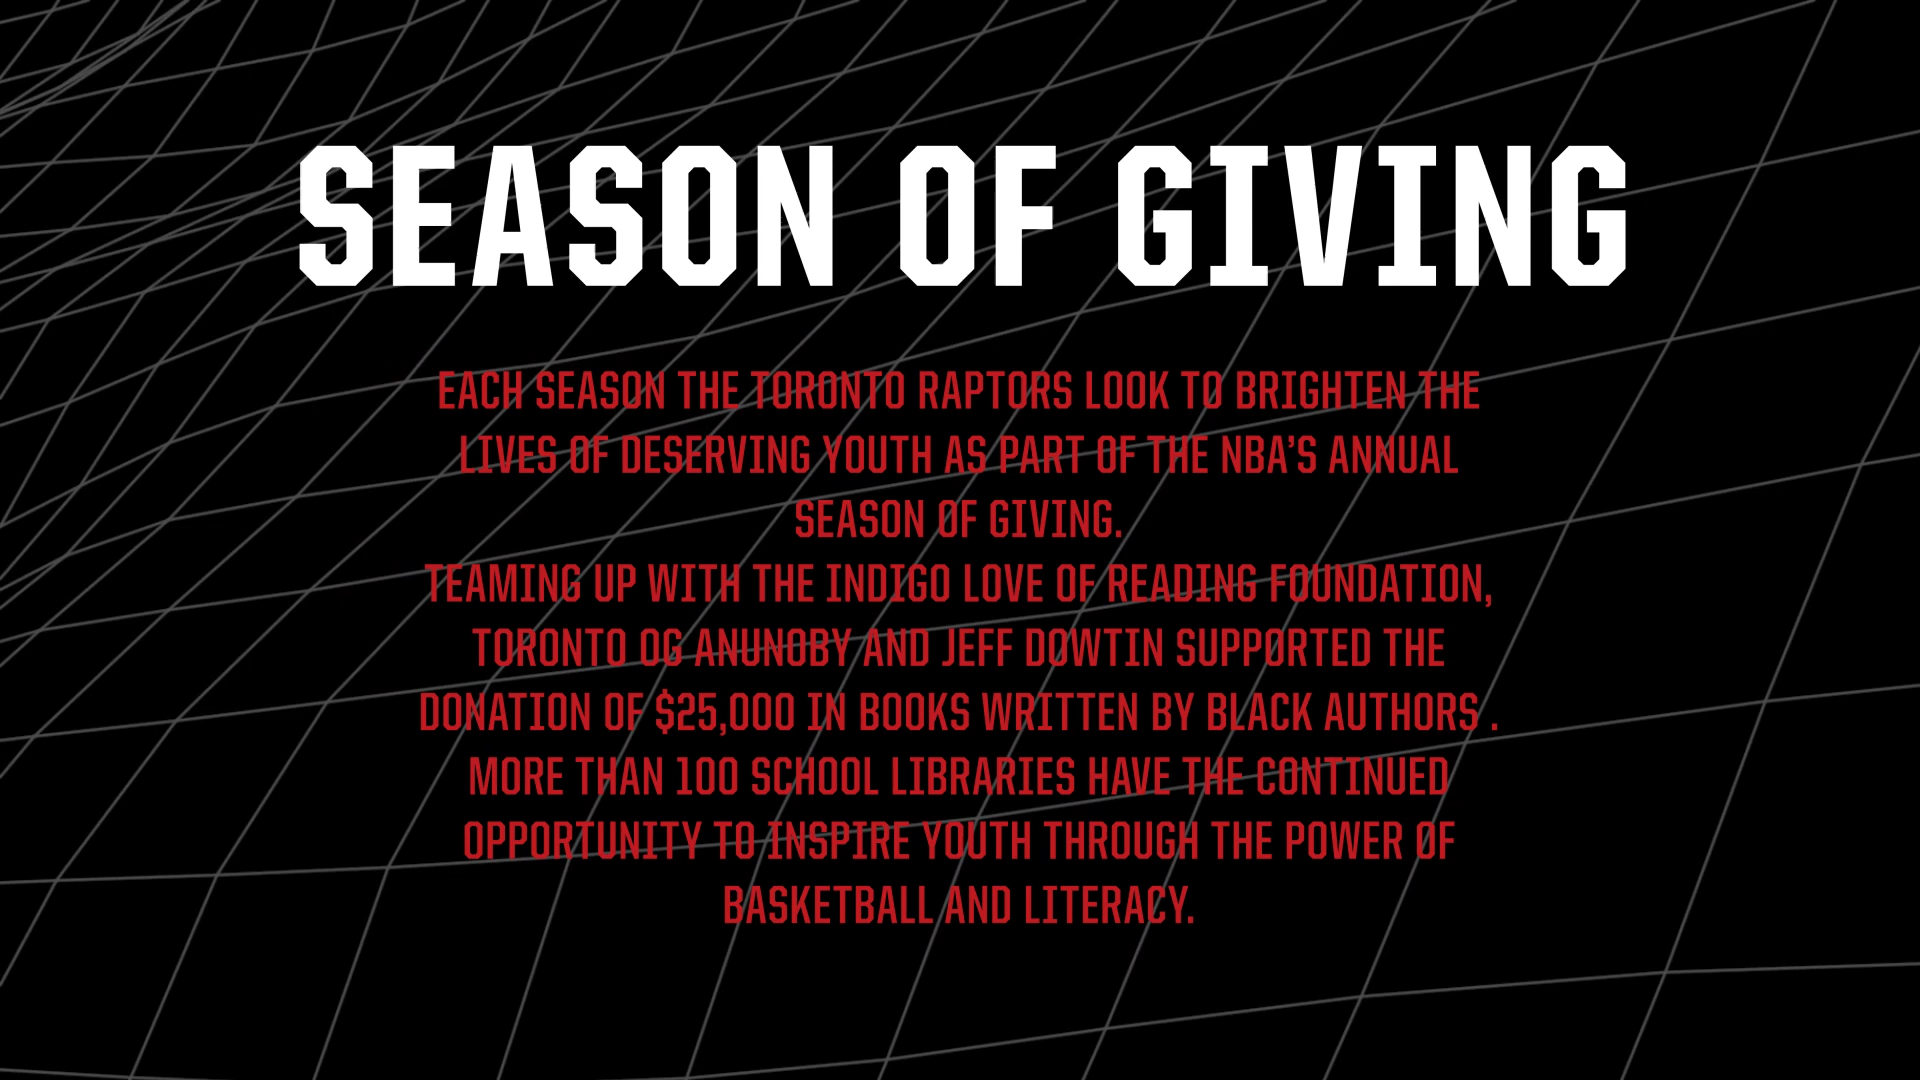 SEASON OF GIVING
EACH SEASON THE TORONTO RAPTORS LOOK TO BRIGHTEN THE
LIVES OF DESERVING YOUTH AS PART OF THE NBA’S ANNUAL
SEASON OF GIVING.
TEAMING UP WITH THE INDIGO LOVE OF READING FOUNDATION,
TORONTO OG ANUNOBY AND JEFF DOWTIN SUPPORTED THE
DONATION OF $25,000 IN BOOKS WRITTEN BY BLACK AUTHORS .
MORE THAN 100 SCHOOL LIBRARIES HAVE THE CONTINUED
OPPORTUNITY TO INSPIRE YOUTH THROUGH THE POWER OF
BASKETBALL AND LITERACY.